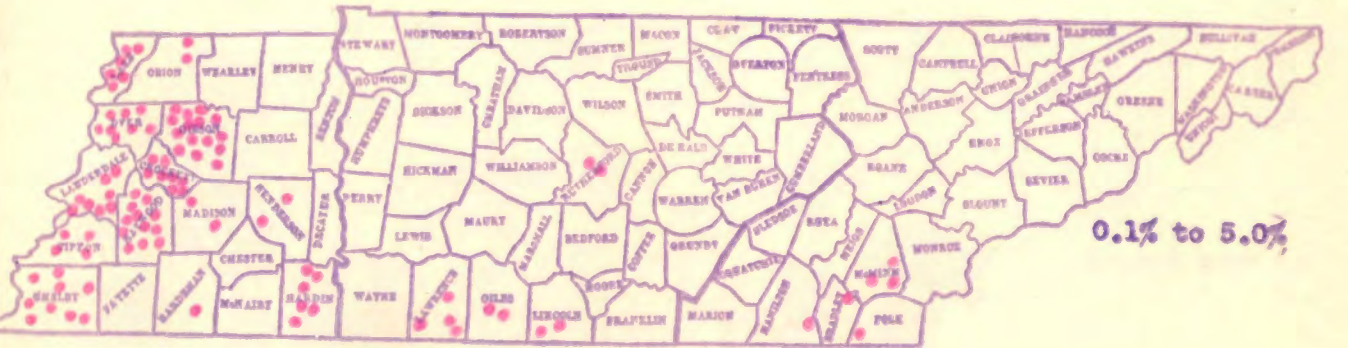 STEWART MONTGOMERY ROBERTSON SUMNER MACON CLAY PICKETT SCOTT CAMPBELL CLAIBORNE HANCOCK HAWKINS SULLIVAN JOHNSON
LAKE OBION WEAKLEY HENRY HOUSTON TROUSDALE JACKSON OVERTON FENTRESS UNION GRAINGER HAMBLEN WASHINGTON CARTER
DYER GIBSON CARROLL BENTON HUMPHREYS DICKSON CHEATHAM DAVIDSON WILSON SMITH PUTNAM MORGAN ANDERSON KNOX JEFFERSON GREENE UNICOI
LAUDERDALE CROCKETT HICKMAN WILLIAMSON RUTHERFORD CANNON DE KALB WHITE CUMBERLAND ROANE LOUDON SEVIER COCKE
HAYWOOD MADISON HENDERSON DECATUR PERRY LEWIS MAURY MARSHALL BEDFORD COFFEE WARREN VAN BUREN BLEDSOE RHEA MEIGS BLOUNT MONROE
TIPTON CHESTER MOORE GRUNDY SEQUATCHIE McMINN
0.1% to 5.0%
SHELBY FAYETTE HARDEMAN McNAIRY HARDIN WAYNE LAWRENCE GILES LINCOLN FRANKLIN MARION HAMILTON BRADLEY POLK